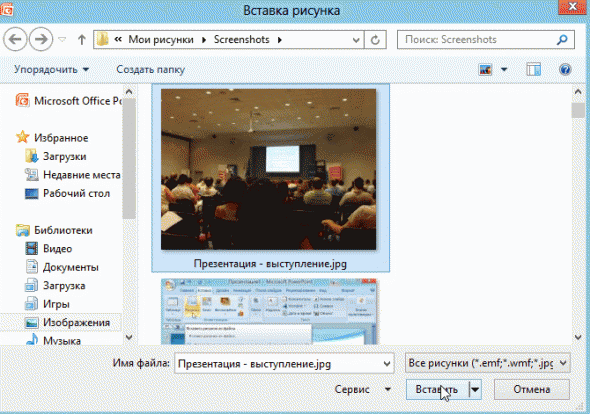 Вставка рисунка
« Мои рисунки Screenshots
Поиск: Screenshots
Упорядочить Создать папку
Microsoft Office Po
Избранное
Загрузки
Недавние места
Рабочий стол
Библиотеки
Видео
Документы
Загрузка
Игры
Изображения
Музыка
Презентация - выступление.jpg
Имя файла: Презентация - выступление.jpg
Все рисунки (*.emf;*.wmf;*.jpg
Сервис Вставить Отмена